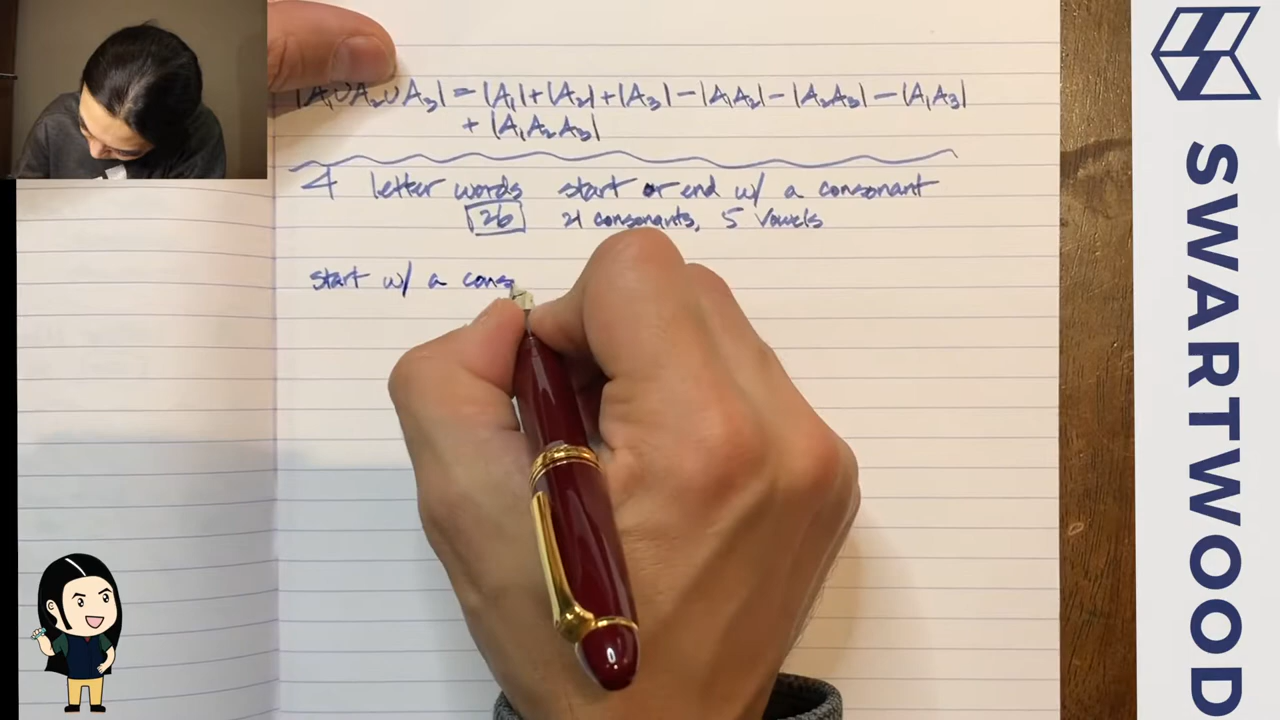 |A₁∪A₂∪A₃| = |A₁|+|A₂|+|A₃|-|A₁A₂|-|A₂A₃|-|A₁A₃|
+ |A₁A₂A₃|
4 letter words start or end w/ a consonant
26 21 consonants, 5 vowels
start w/ a cons
SWARTWOOD